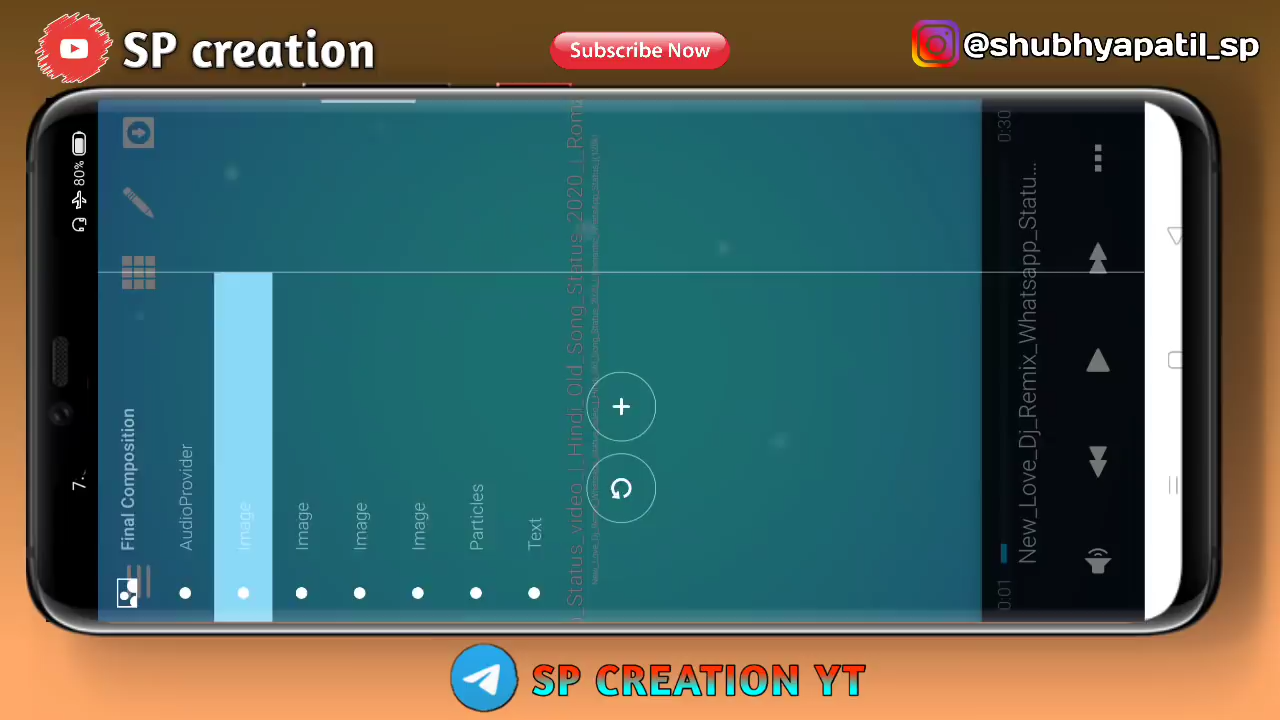 SP creation
Subscribe Now
@shubhyapatil_sp
80%
Final Composition
AudioProvider
Image
Image
Image
Image
Particles
Text
_Status_video_|_Hindi_Old_Song_Status_2020_|_Rom
0:01
0:30
New_Love_Dj_Remix_Whatsapp_Statu...
SP CREATION YT